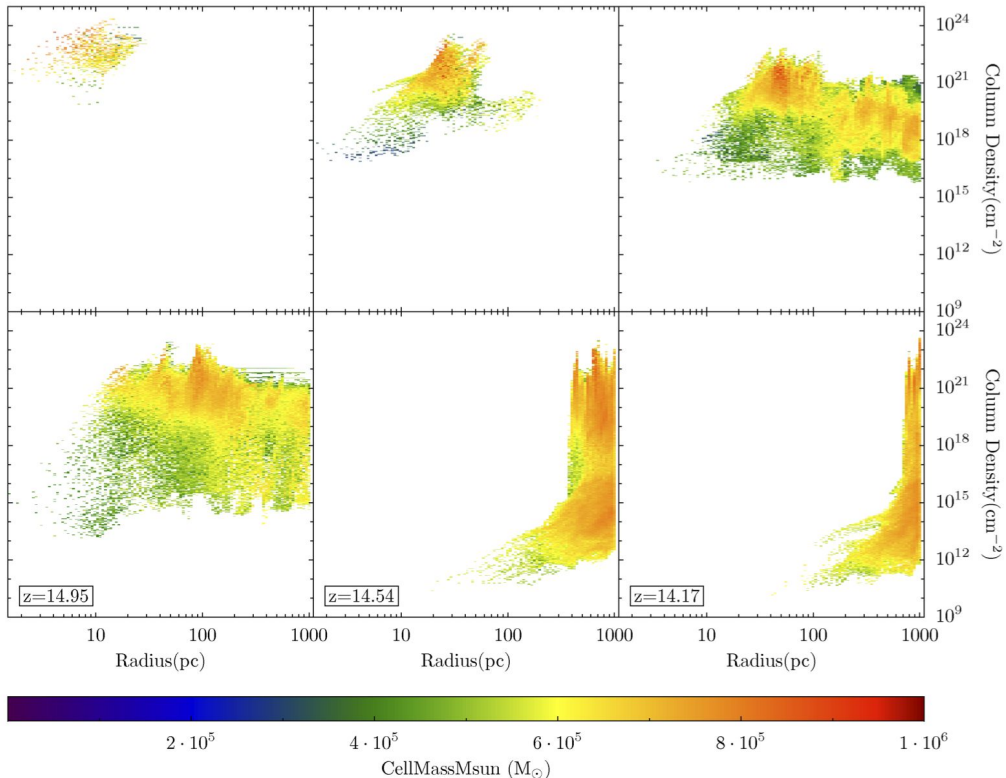 10^24
10^21
10^18
10^15
10^12
10^9
Column Density(cm^−2)
10^24
10^21
10^18
10^15
10^12
10^9
Column Density(cm^−2)
z=14.95
z=14.54
z=14.17
10 100 1000
10 100 1000
10 100 1000
Radius(pc)
Radius(pc)
Radius(pc)
2 · 10^5 4 · 10^5 6 · 10^5 8 · 10^5 1 · 10^6
CellMassMsun (M⊙)